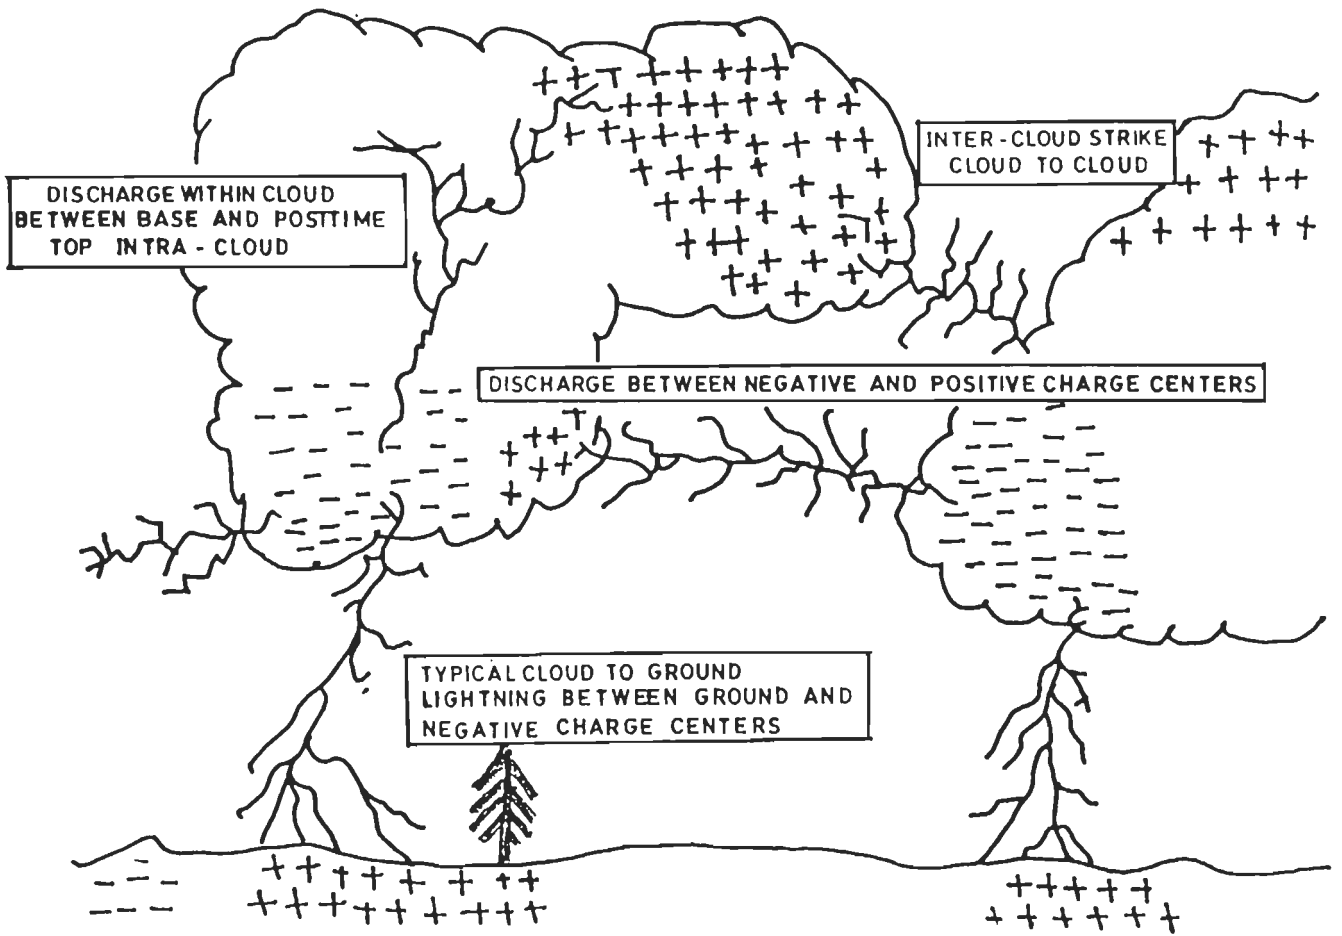 DISCHARGE WITHIN CLOUD
BETWEEN BASE AND POSTTIME
TOP INTRA - CLOUD
INTER - CLOUD STRIKE
CLOUD TO CLOUD
DISCHARGE BETWEEN NEGATIVE AND POSITIVE CHARGE CENTERS
TYPICAL CLOUD TO GROUND
LIGHTNING BETWEEN GROUND AND
NEGATIVE CHARGE CENTERS